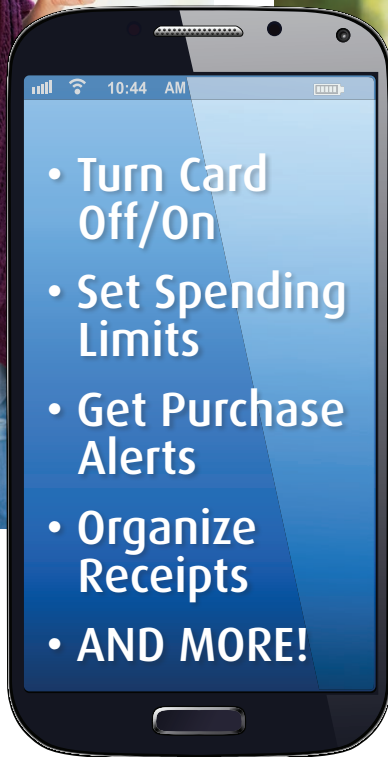 10:44 AM
• Turn Card
Off/On
• Set Spending
Limits
• Get Purchase
Alerts
• Organize
Receipts
• AND MORE!